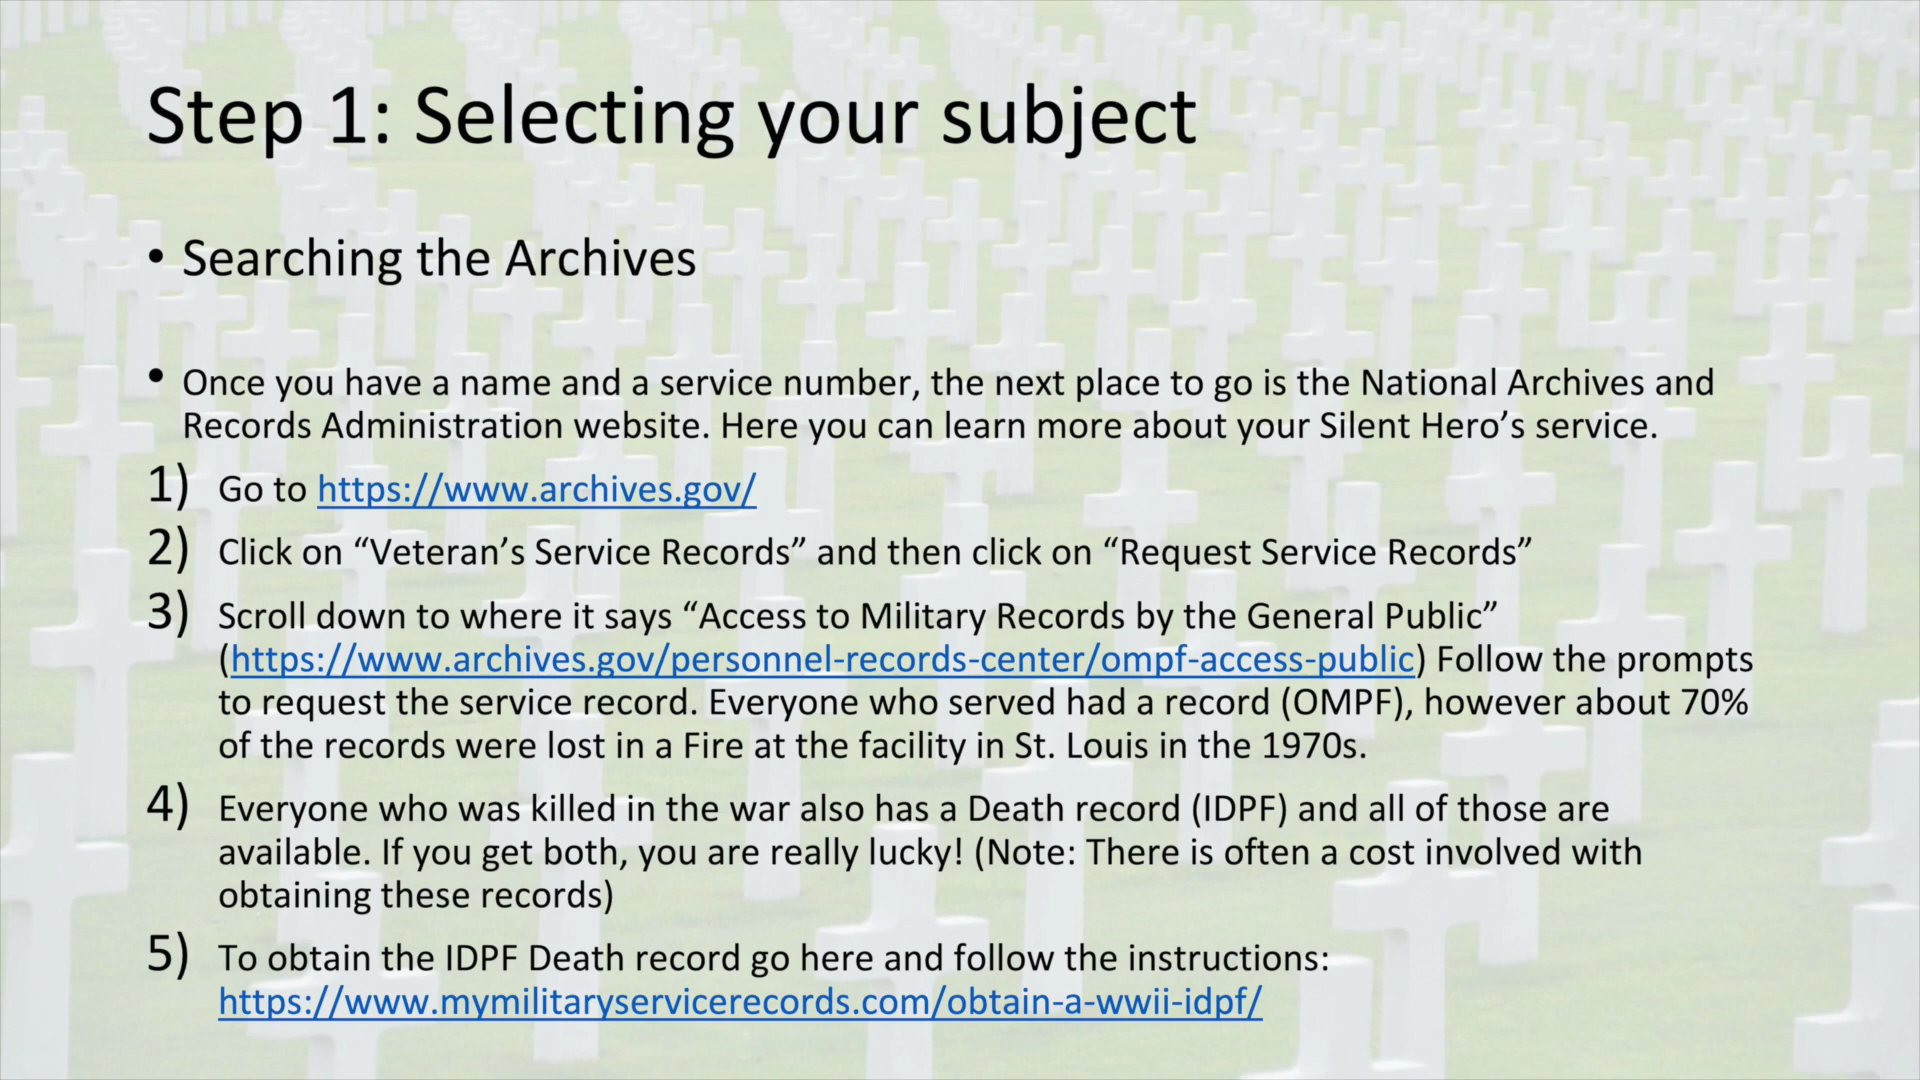 Step 1: Selecting your subject
• Searching the Archives
• Once you have a name and a service number, the next place to go is the National Archives and
Records Administration website. Here you can learn more about your Silent Hero’s service.
1) Go to https://www.archives.gov/
2) Click on “Veteran’s Service Records” and then click on “Request Service Records”
3) Scroll down to where it says “Access to Military Records by the General Public”
(https://www.archives.gov/personnel-records-center/ompf-access-public) Follow the prompts
to request the service record. Everyone who served had a record (OMPF), however about 70%
of the records were lost in a Fire at the facility in St. Louis in the 1970s.
4) Everyone who was killed in the war also has a Death record (IDPF) and all of those are
available. If you get both, you are really lucky! (Note: There is often a cost involved with
obtaining these records)
5) To obtain the IDPF Death record go here and follow the instructions:
https://www.mymilitaryservicerecords.com/obtain-a-wwii-idpf/